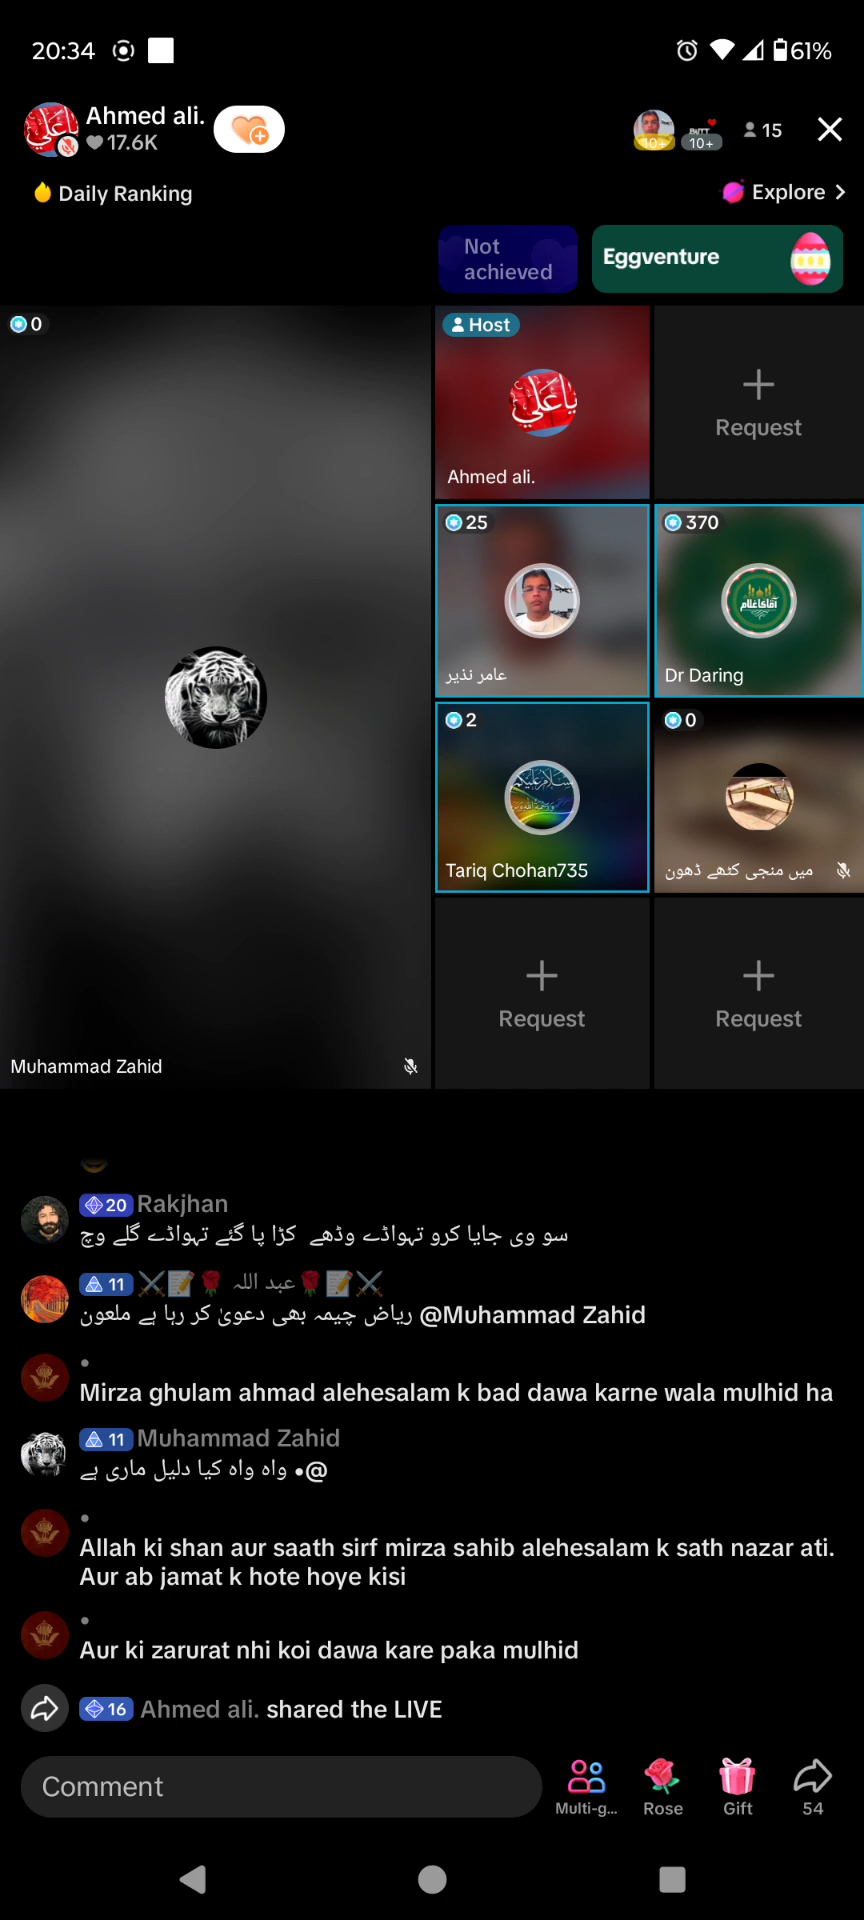 20:34
61%
Ahmed ali.
17.6K
10+
10+
15
Daily Ranking
Explore
Not
achieved
Eggventure
0
Host
ياعلي
Ahmed ali.
Request
25
عامر نذیر
370
آقا کا غلام
Dr Daring
2
Tariq Chohan735
0
میں منجی کتھے ڈھون
Muhammad Zahid
Request
Request
20 Rakjhan
سو وی جایا کرو تہواڈے وڈھے کڑا پا گئے تہواڈے گلے وچ
11 ⚔📝🌹 عبد اللہ 🌹📝⚔
@Muhammad Zahid ریاض چیمہ بھی دعویٰ کر رہا ہے ملعون
•
Mirza ghulam ahmad alehesalam k bad dawa karne wala mulhid ha
11 Muhammad Zahid
@• واہ واہ کیا دلیل ماری ہے
•
Allah ki shan aur saath sirf mirza sahib alehesalam k sath nazar ati.
Aur ab jamat k hote hoye kisi
•
Aur ki zarurat nhi koi dawa kare paka mulhid
16 Ahmed ali. shared the LIVE
Comment
Multi-g...
Rose
Gift
54